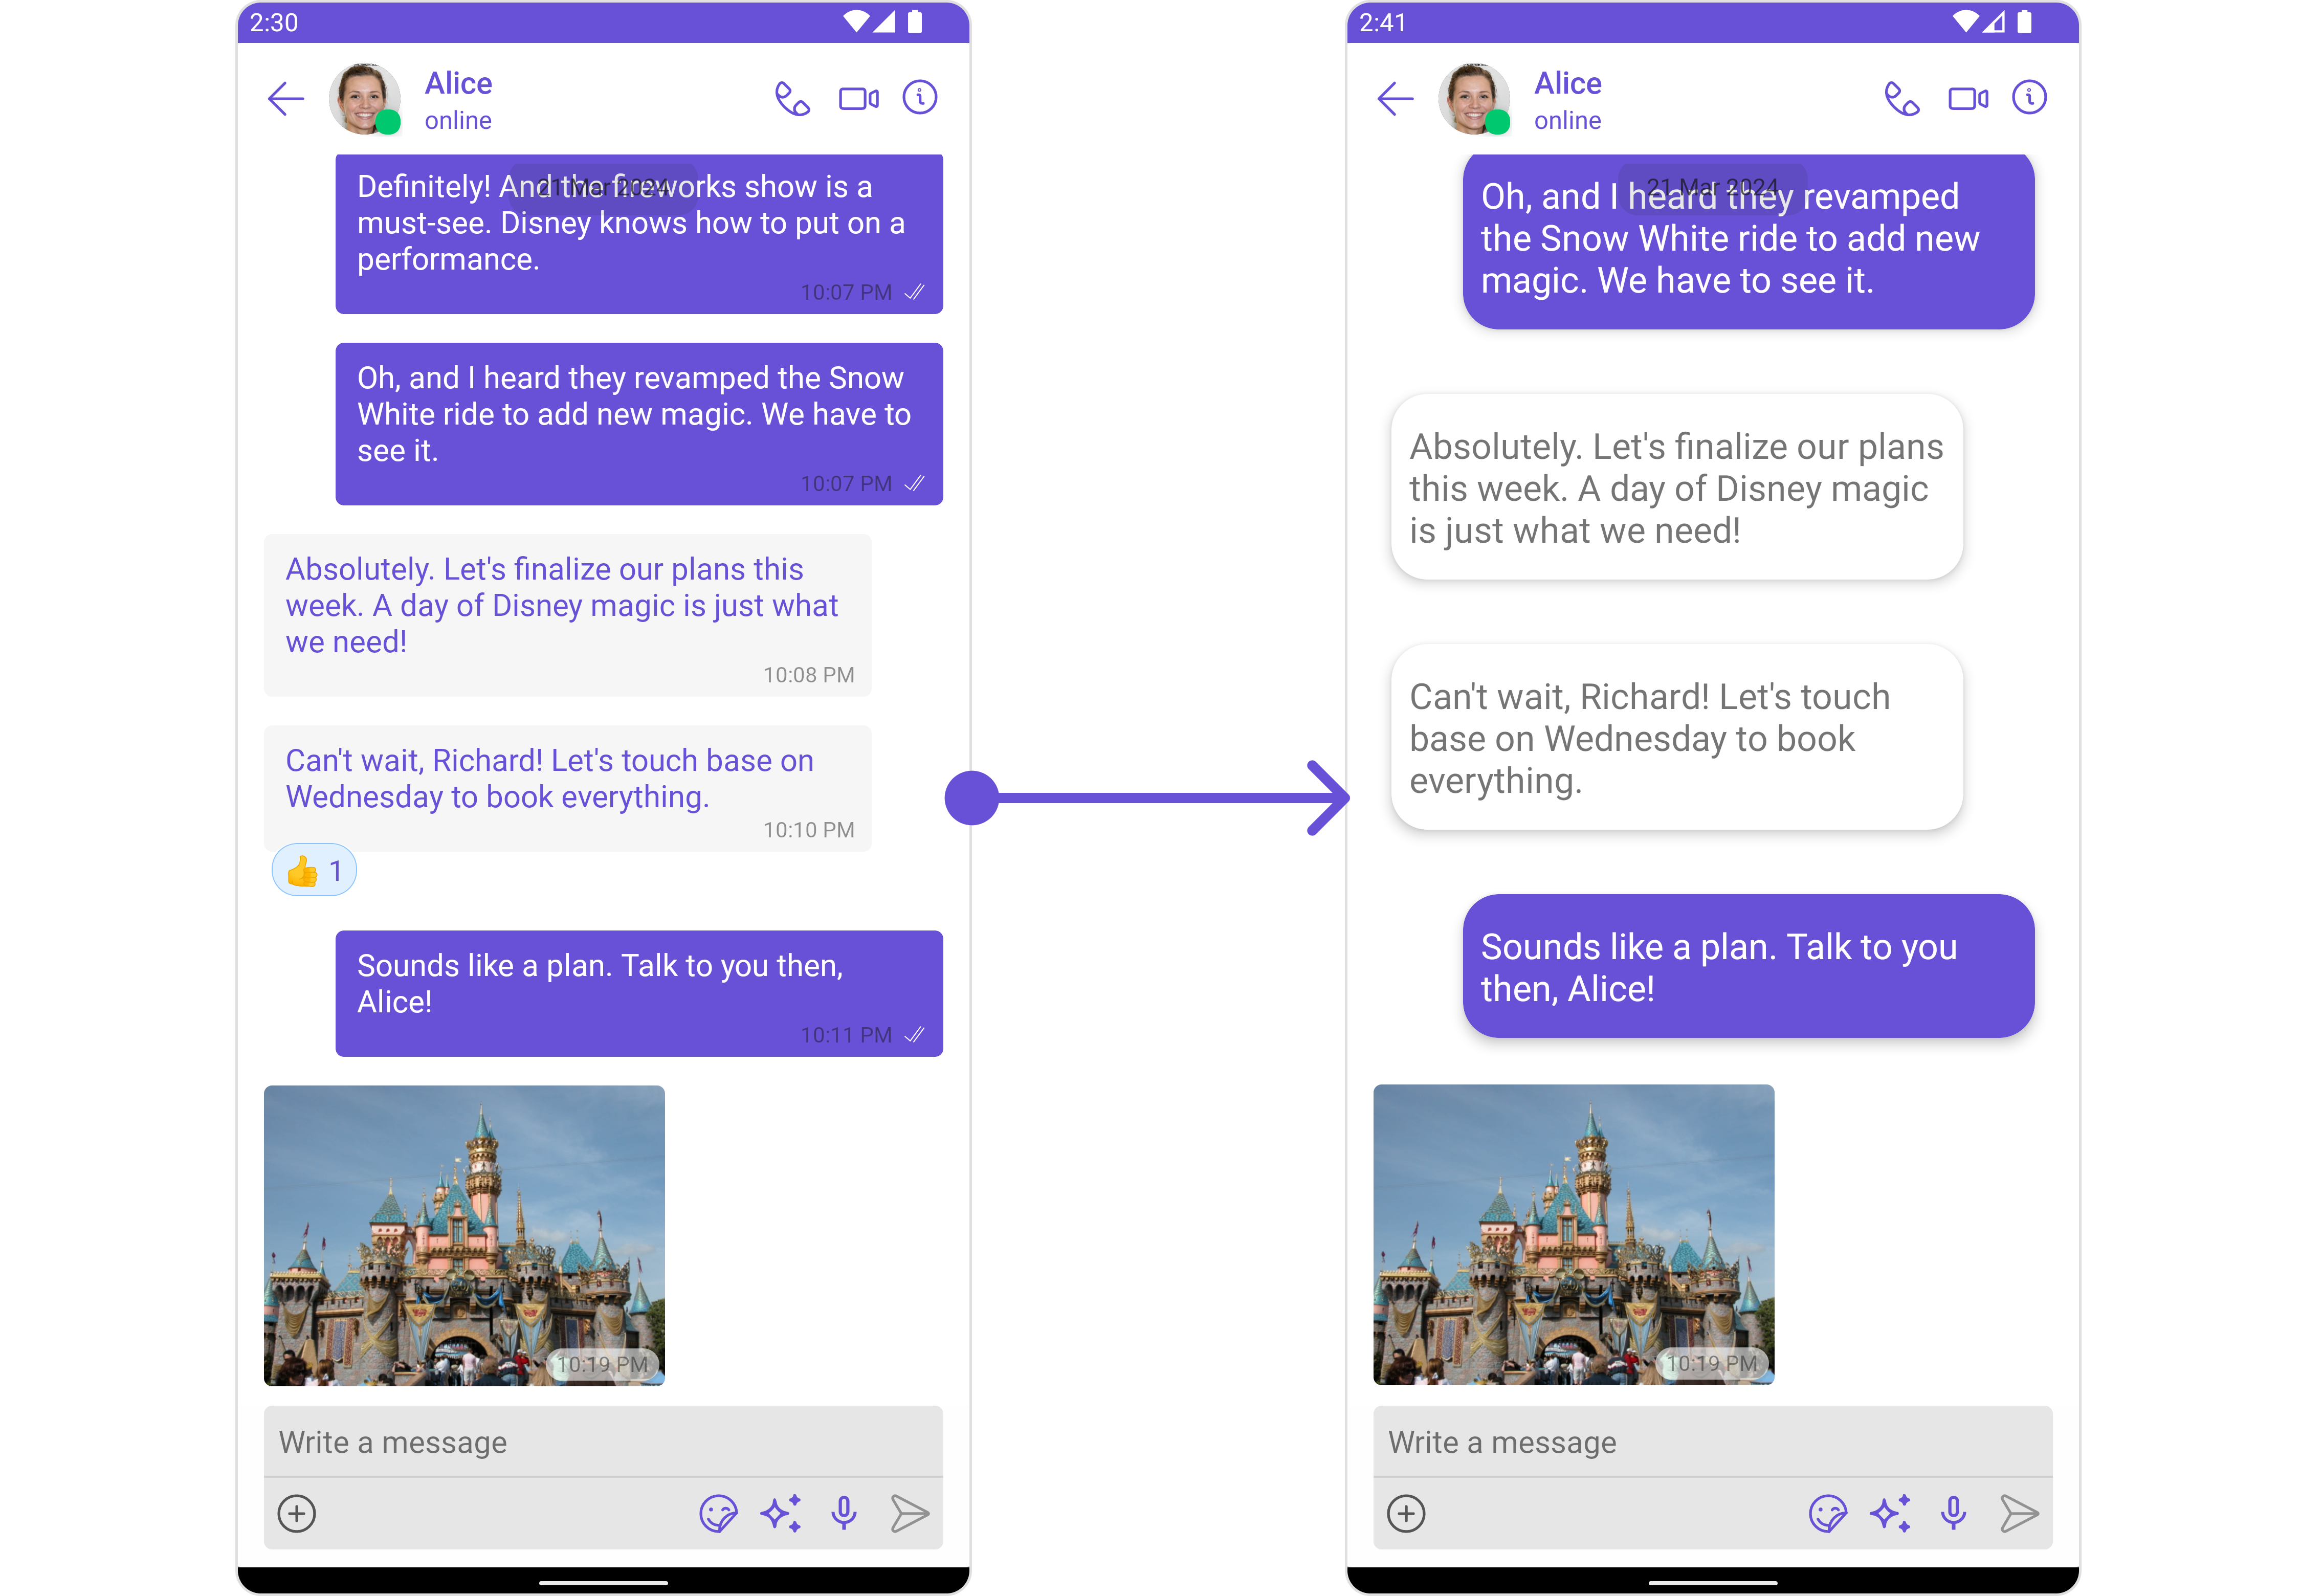 2:30
Alice
online
21 Mar 2024
Definitely! And the fireworks show is a
must-see. Disney knows how to put on a
performance.
10:07 PM
Oh, and I heard they revamped the Snow
White ride to add new magic. We have to
see it.
10:07 PM
Absolutely. Let's finalize our plans this
week. A day of Disney magic is just what
we need!
10:08 PM
Can't wait, Richard! Let's touch base on
Wednesday to book everything.
10:10 PM
👍 1
Sounds like a plan. Talk to you then,
Alice!
10:11 PM
10:19 PM
Write a message
2:41
Alice
online
21 Mar 2024
Oh, and I heard they revamped
the Snow White ride to add new
magic. We have to see it.
Absolutely. Let's finalize our plans
this week. A day of Disney magic
is just what we need!
Can't wait, Richard! Let's touch
base on Wednesday to book
everything.
Sounds like a plan. Talk to you
then, Alice!
10:19 PM
Write a message